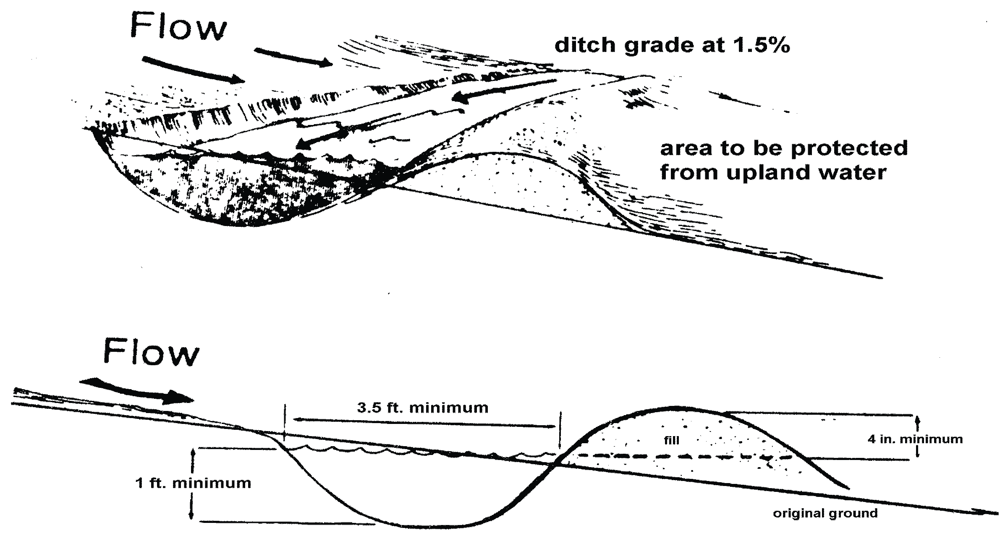 Flow
ditch grade at 1.5%
area to be protected
from upland water
Flow
3.5 ft. minimum
fill
4 in. minimum
1 ft. minimum
original ground